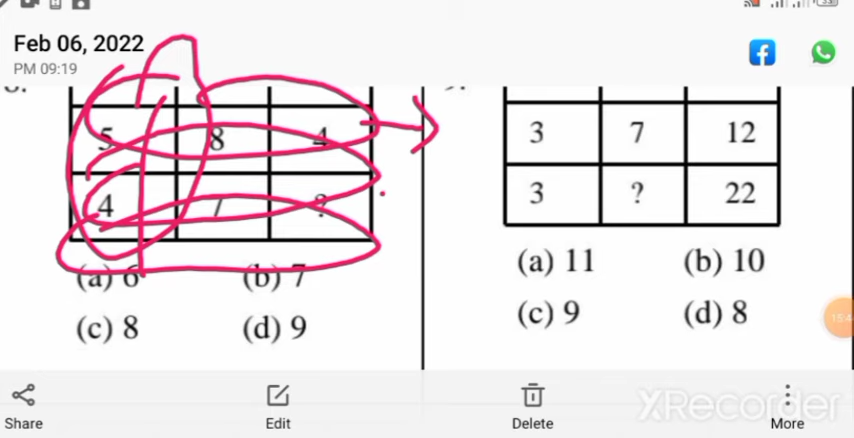 Feb 06, 2022
PM 09:19
5 8 4
4 7 ?
(a) 6 (b) 7
(c) 8 (d) 9
3 7 12
3 ? 22
(a) 11 (b) 10
(c) 9 (d) 8
Share Edit Delete More
XRecorder